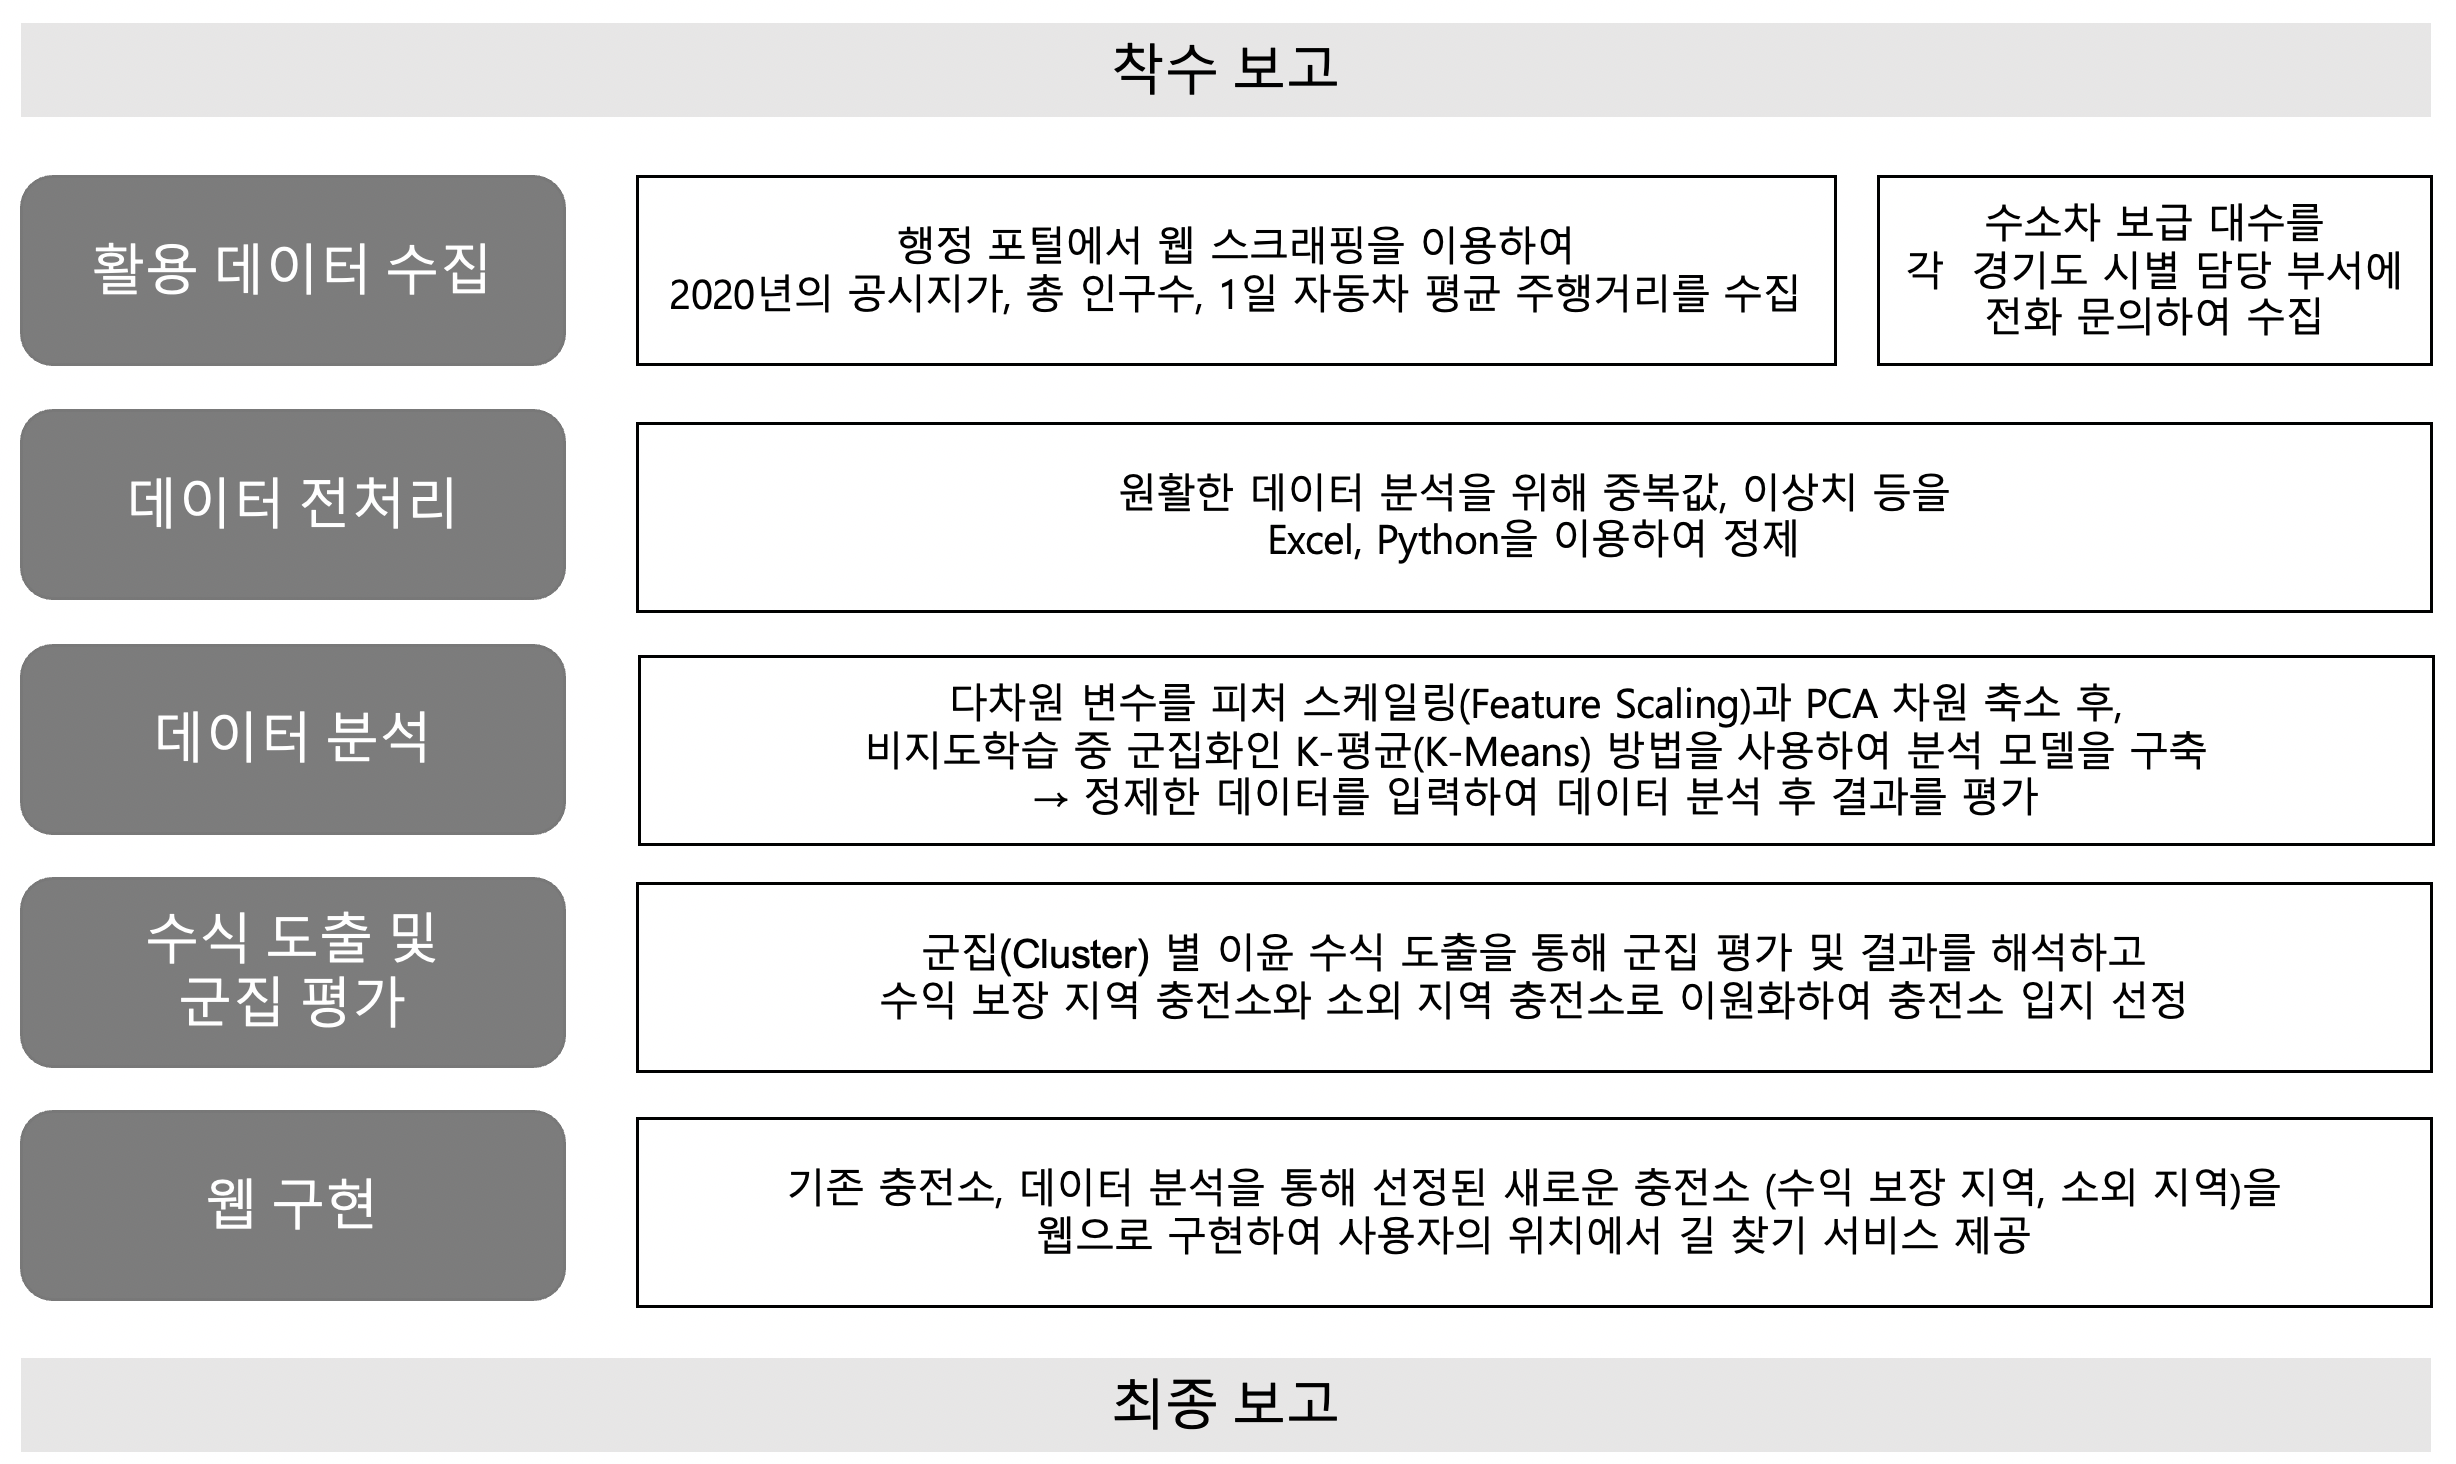 착수 보고
활용 데이터 수집
행정 포털에서 웹 스크래핑을 이용하여
2020년의 공시지가, 총 인구수, 1일 자동차 평균 주행거리를 수집
수소차 보급 대수를
각 경기도 시별 담당 부서에
전화 문의하여 수집
데이터 전처리
원활한 데이터 분석을 위해 중복값, 이상치 등을
Excel, Python을 이용하여 정제
데이터 분석
다차원 변수를 피처 스케일링(Feature Scaling)과 PCA 차원 축소 후,
비지도학습 중 군집화인 K-평균(K-Means) 방법을 사용하여 분석 모델을 구축
→ 정제한 데이터를 입력하여 데이터 분석 후 결과를 평가
수식 도출 및
군집 평가
군집(Cluster) 별 이윤 수식 도출을 통해 군집 평가 및 결과를 해석하고
수익 보장 지역 충전소와 소외 지역 충전소로 이원화하여 충전소 입지 선정
웹 구현
기존 충전소, 데이터 분석을 통해 선정된 새로운 충전소 (수익 보장 지역, 소외 지역)을
웹으로 구현하여 사용자의 위치에서 길 찾기 서비스 제공
최종 보고